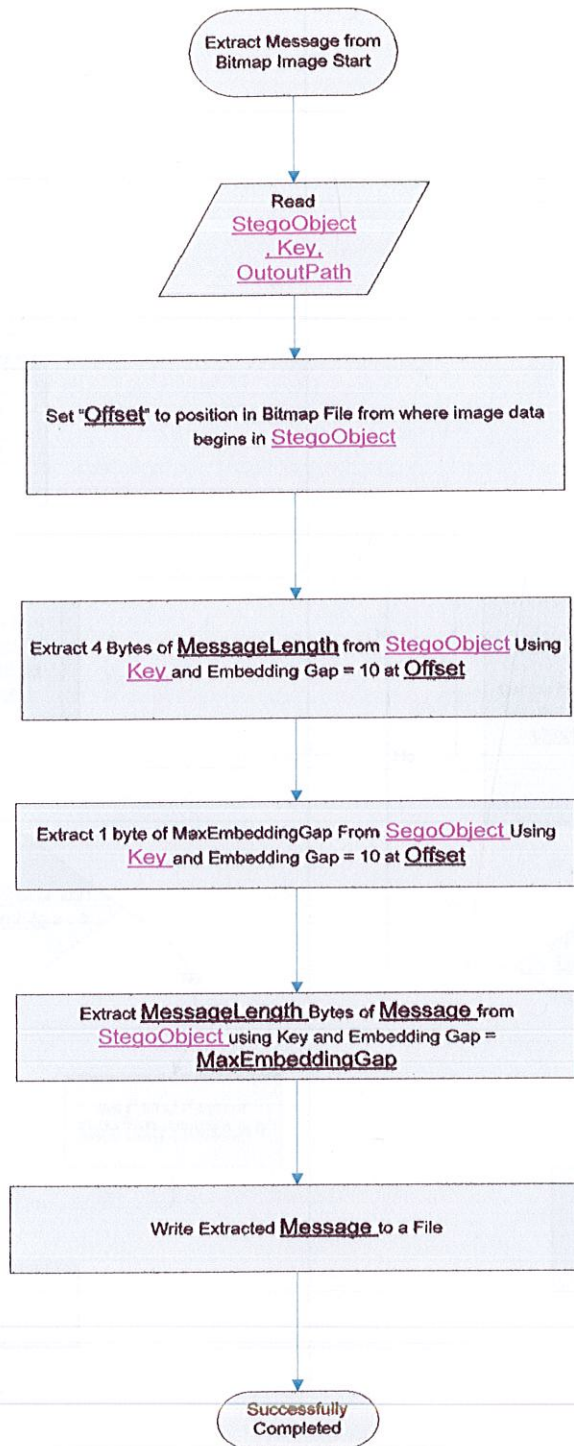 Extract Message from
Bitmap Image Start
Read
StegoObject
, Key,
OutoutPath
Set "Offset" to position in Bitmap File from where image data
begins in StegoObject
Extract 4 Bytes of MessageLength from StegoObject Using
Key and Embedding Gap = 10 at Offset
Extract 1 byte of MaxEmbeddingGap From SegoObject Using
Key and Embedding Gap = 10 at Offset
Extract MessageLength Bytes of Message from
StegoObject using Key and Embedding Gap =
MaxEmbeddingGap
Write Extracted Message to a File
Successfully
Completed